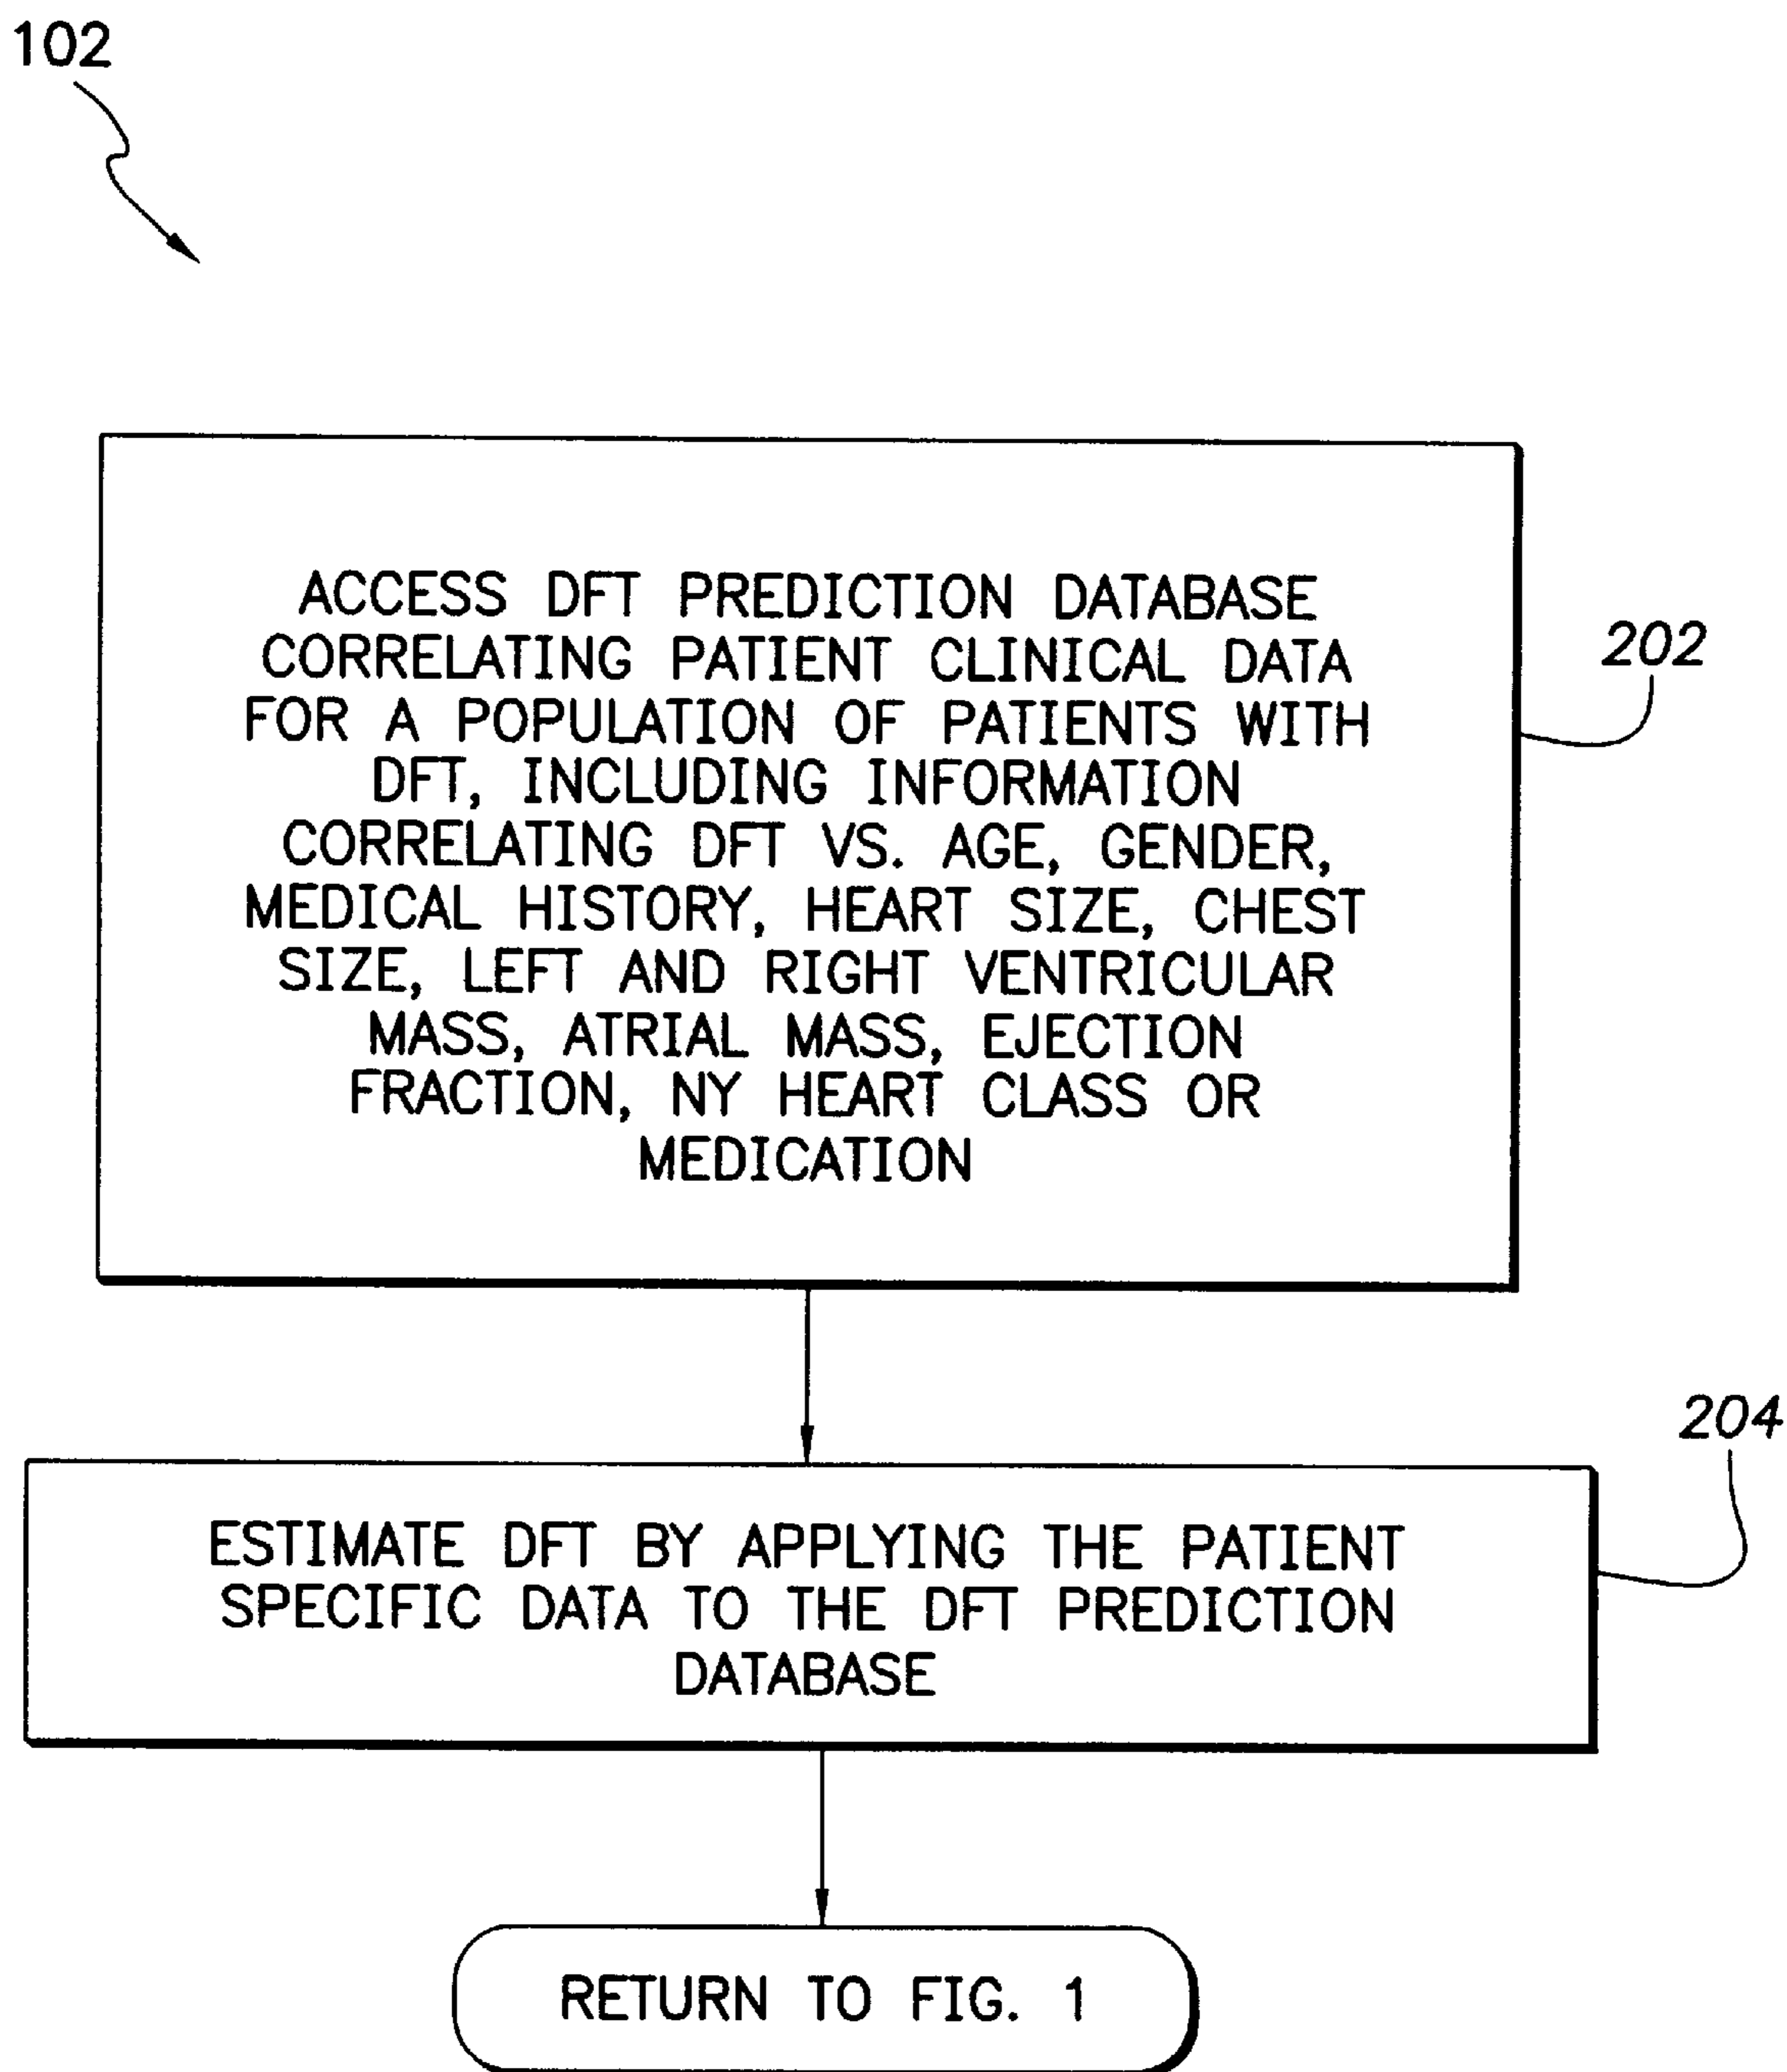 102
ACCESS DFT PREDICTION DATABASE
CORRELATING PATIENT CLINICAL DATA
FOR A POPULATION OF PATIENTS WITH
DFT, INCLUDING INFORMATION
CORRELATING DFT VS. AGE, GENDER,
MEDICAL HISTORY, HEART SIZE, CHEST
SIZE, LEFT AND RIGHT VENTRICULAR
MASS, ATRIAL MASS, EJECTION
FRACTION, NY HEART CLASS OR
MEDICATION
202
204
ESTIMATE DFT BY APPLYING THE PATIENT
SPECIFIC DATA TO THE DFT PREDICTION
DATABASE
RETURN TO FIG. 1